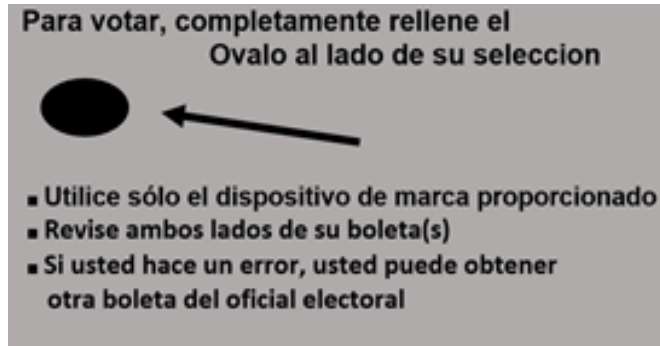 Para votar, completamente rellene el
Ovalo al lado de su seleccion
▪ Utilice sólo el dispositivo de marca proporcionado
▪ Revise ambos lados de su boleta(s)
▪ Si usted hace un error, usted puede obtener
otra boleta del oficial electoral